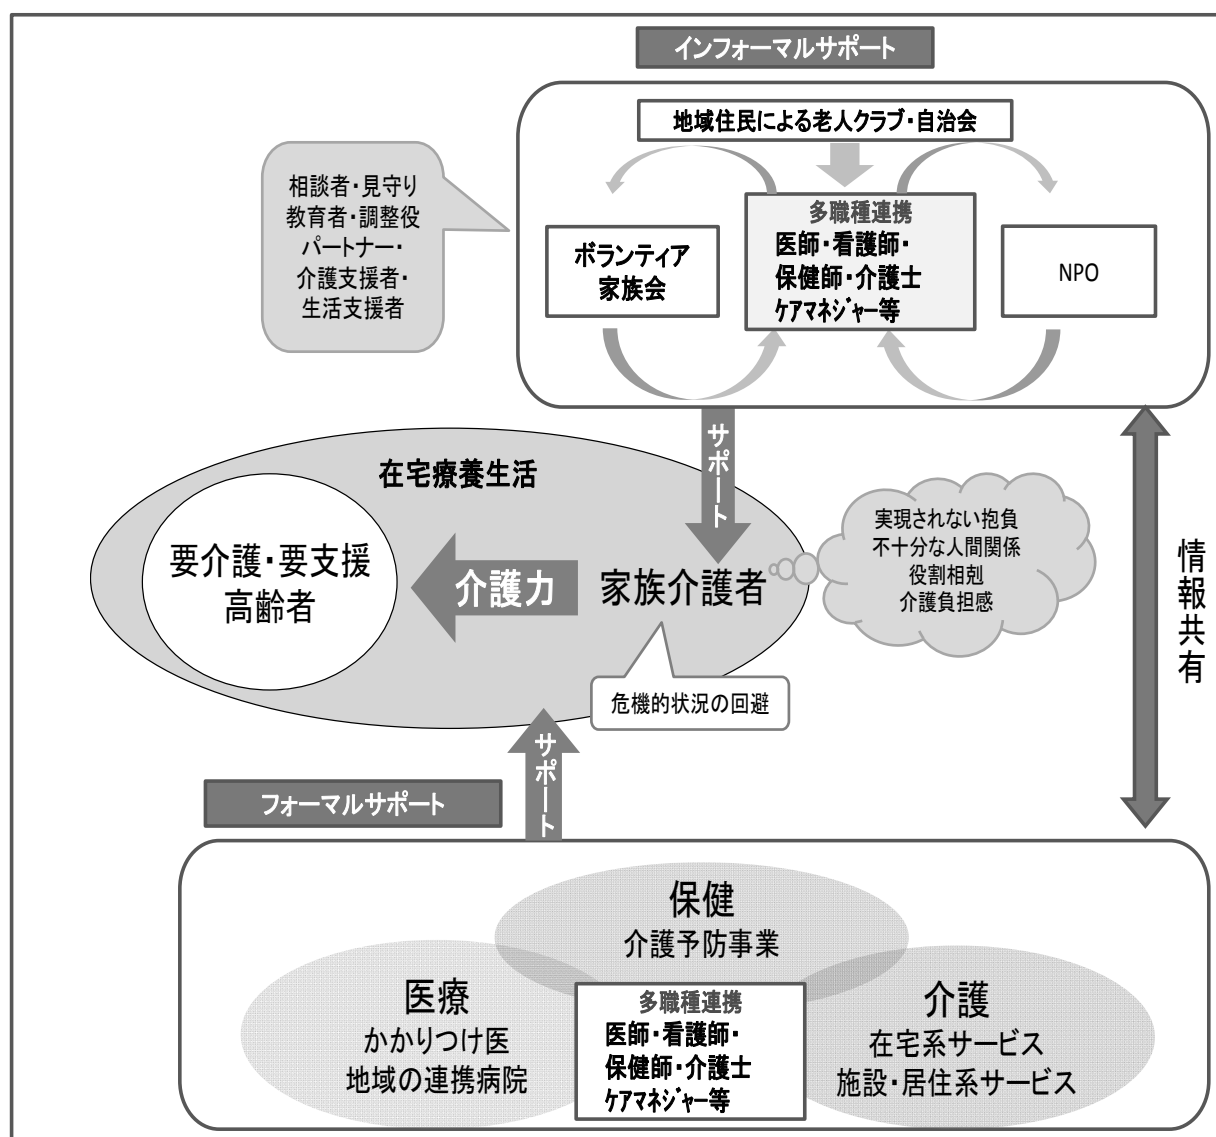 インフォーマルサポート
地域住民による老人クラブ・自治会
相談者・見守り
教育者・調整役
パートナー・
介護支援者・
生活支援者
ボランティア
家族会
多職種連携
医師・看護師・
保健師・介護士
ケアマネジャー等
NPO
サポート
在宅療養生活
要介護・要支援
高齢者
介護力
家族介護者
実現されない抱負
不十分な人間関係
役割相剋
介護負担感
危機的状況の回避
情報共有
サポート
フォーマルサポート
保健
介護予防事業
医療
かかりつけ医
地域の連携病院
多職種連携
医師・看護師・
保健師・介護士
ケアマネジャー等
介護
在宅系サービス
施設・居住系サービス